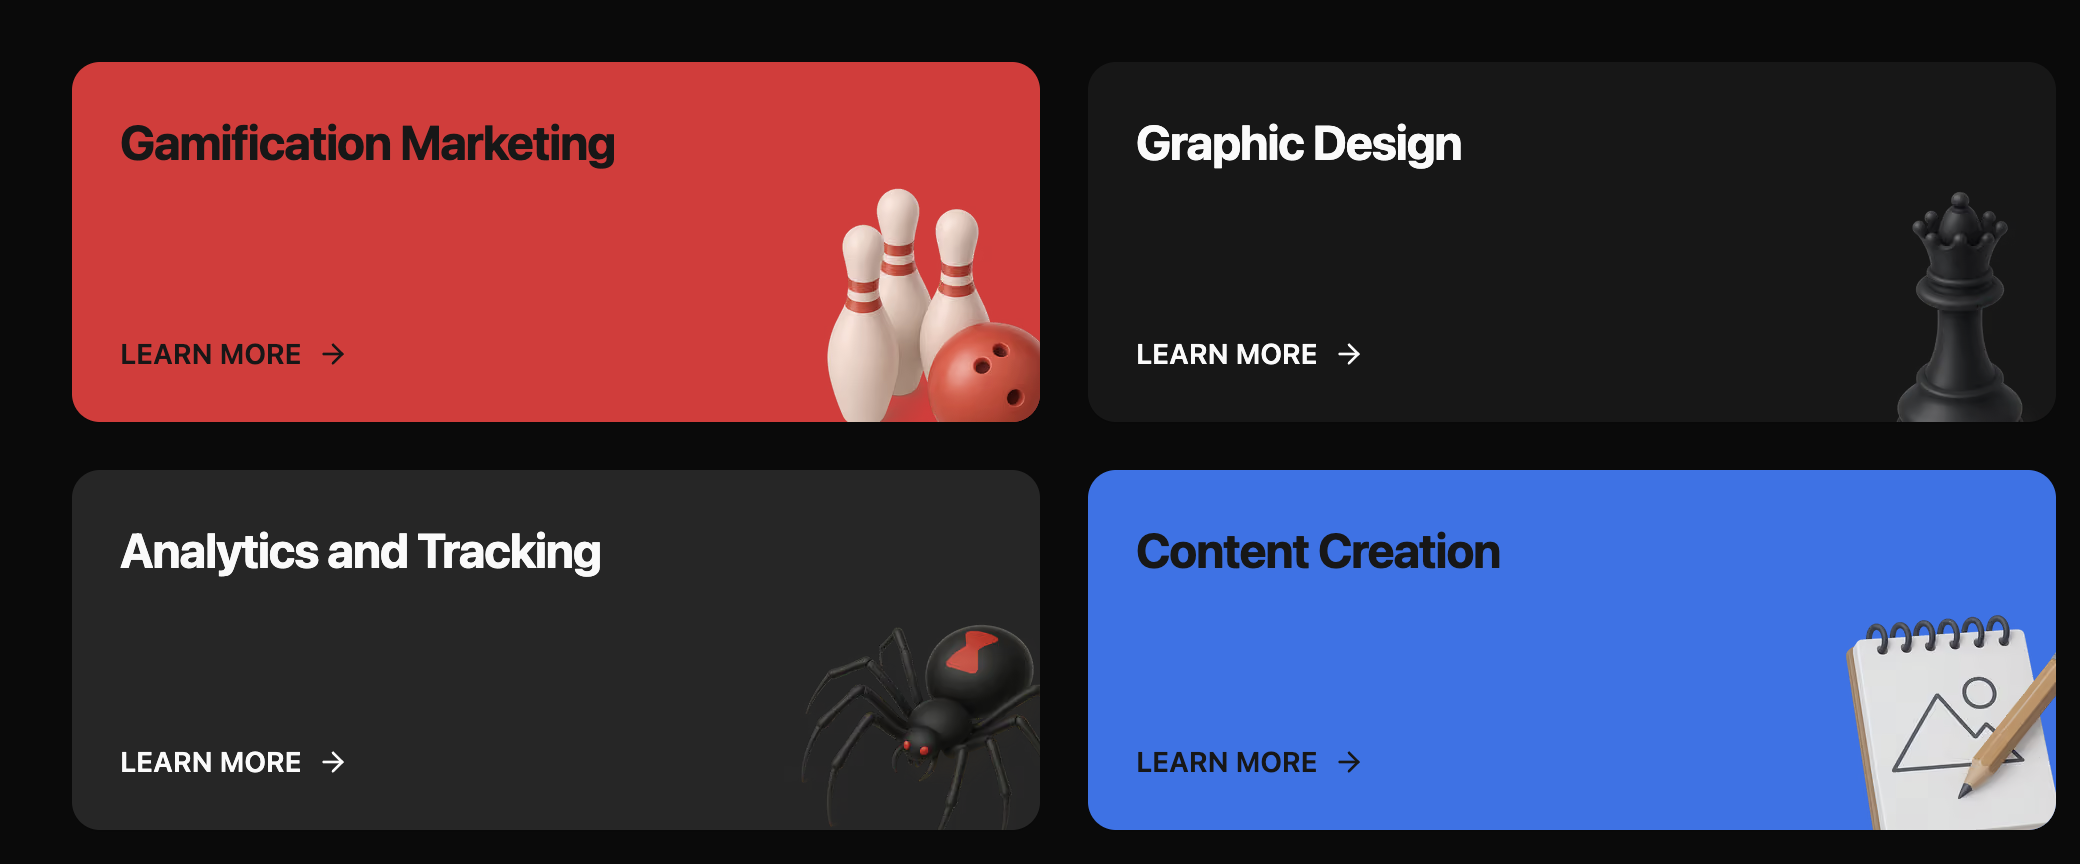 Gamification Marketing
LEARN MORE →
Graphic Design
LEARN MORE →
Analytics and Tracking
LEARN MORE →
Content Creation
LEARN MORE →